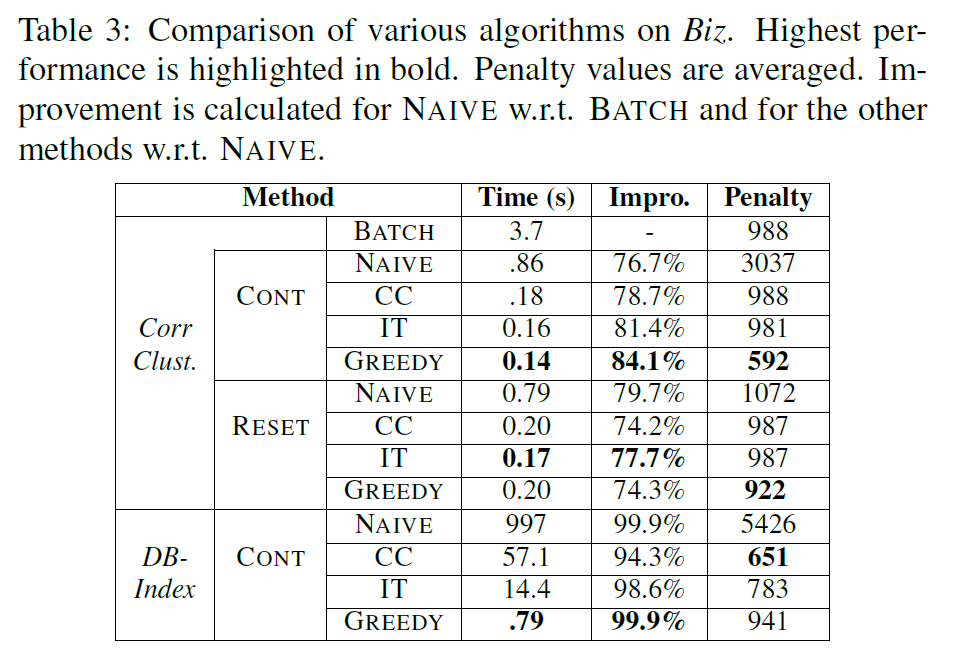 Table 3: Comparison of various algorithms on Biz. Highest per-
formance is highlighted in bold. Penalty values are averaged. Im-
provement is calculated for NAIVE w.r.t. BATCH and for the other
methods w.r.t. NAIVE.
Method Time (s) Impro. Penalty
BATCH 3.7 - 988
NAIVE .86 76.7% 3037
CONT CC .18 78.7% 988
Corr IT 0.16 81.4% 981
Clust. GREEDY 0.14 84.1% 592
NAIVE 0.79 79.7% 1072
RESET CC 0.20 74.2% 987
IT 0.17 77.7% 987
GREEDY 0.20 74.3% 922
NAIVE 997 99.9% 5426
DB- CONT CC 57.1 94.3% 651
Index IT 14.4 98.6% 783
GREEDY .79 99.9% 941